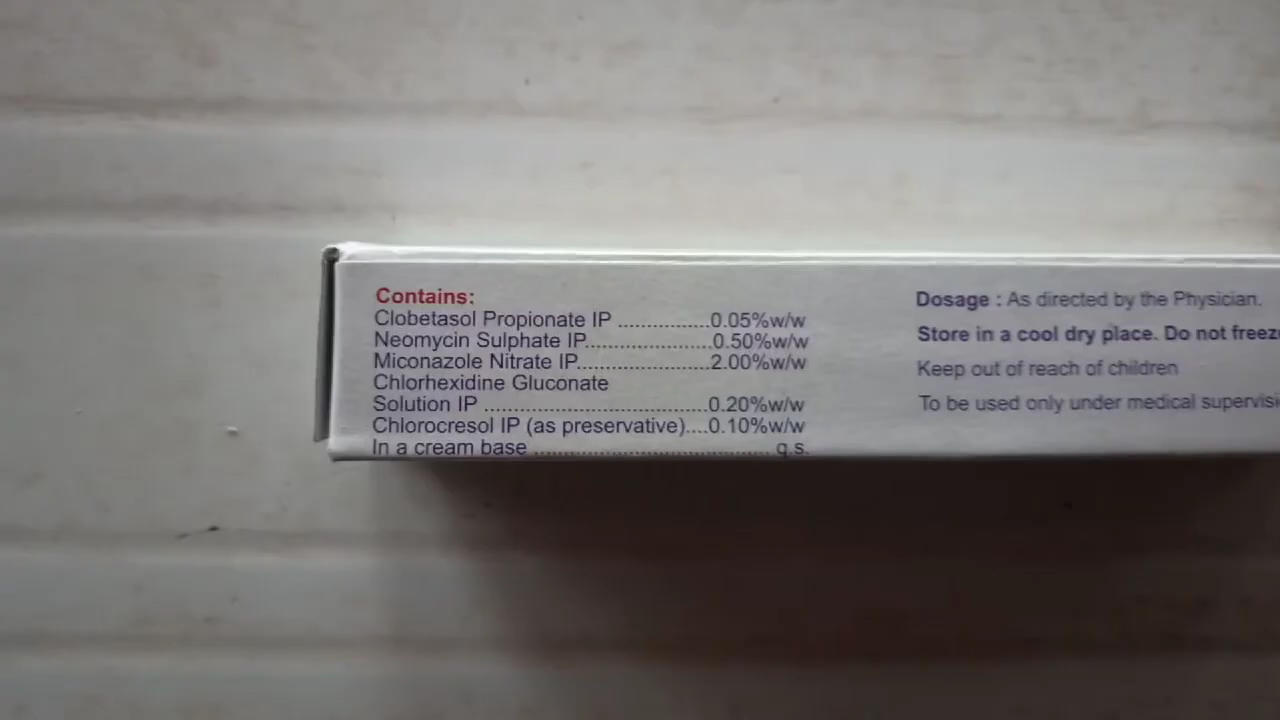 Contains:
Clobetasol Propionate IP ................0.05%w/w
Neomycin Sulphate IP......................0.50%w/w
Miconazole Nitrate IP.......................2.00%w/w
Chlorhexidine Gluconate
Solution IP .......................................0.20%w/w
Chlorocresol IP (as preservative)....0.10%w/w
In a cream base ......................................... q.s.
Dosage : As directed by the Physician.
Store in a cool dry place. Do not
Keep out of reach of children
To be used only under medical